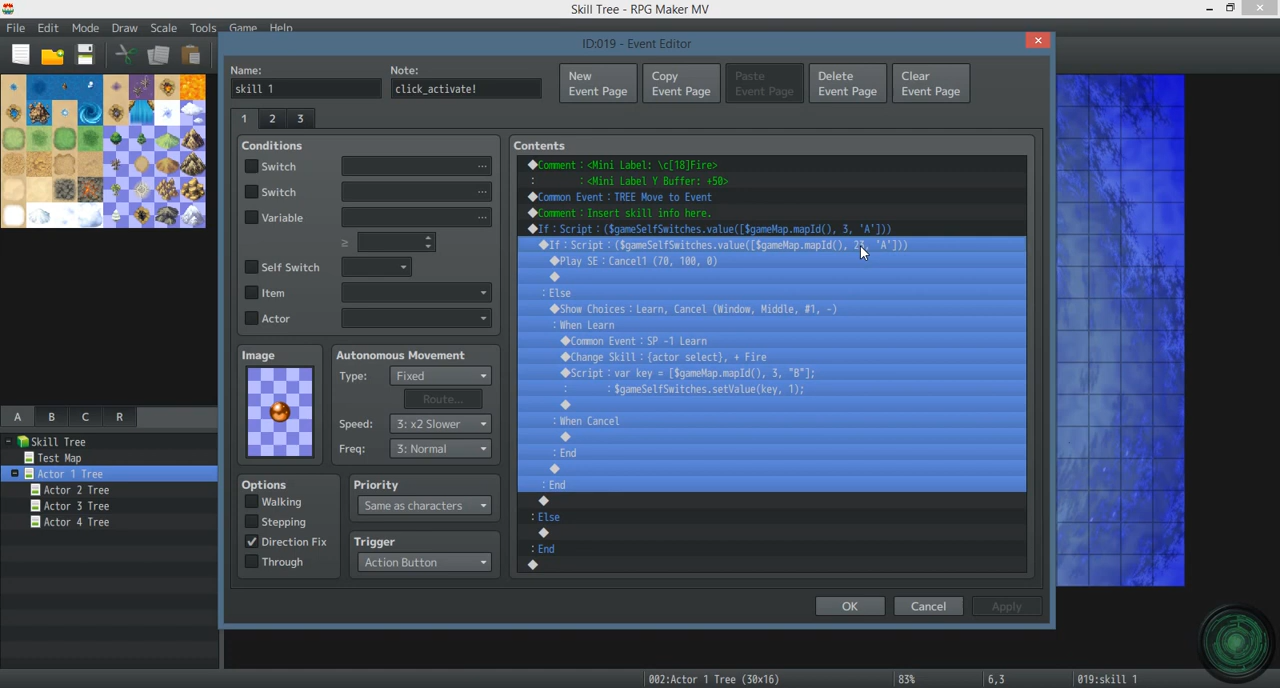 Skill Tree - RPG Maker MV
File Edit Mode Draw Scale Tools Game Help
ID:019 - Event Editor
Name:
skill 1
Note:
click_activate!
New
Event Page
Copy
Event Page
Paste
Event Page
Delete
Event Page
Clear
Event Page
1 2 3
Conditions
Switch ...
Switch ...
Variable ...
≥
Self Switch
Item
Actor
Image
Autonomous Movement
Type: Fixed
Route...
Speed: 3: x2 Slower
Freq: 3: Normal
Options
Walking
Stepping
Direction Fix
Through
Priority
Same as characters
Trigger
Action Button
Contents
◆Comment : <Mini Label: \c[18]Fire>
: : <Mini Label Y Buffer: +50>
◆Common Event : TREE Move to Event
◆Comment : Insert skill info here.
◆If : Script : ($gameSelfSwitches.value([$gameMap.mapId(), 3, 'A']))
◆If : Script : ($gameSelfSwitches.value([$gameMap.mapId(), 23, 'A']))
◆Play SE : Cancel1 (70, 100, 0)
◆
: Else
◆Show Choices : Learn, Cancel (Window, Middle, #1, -)
: When Learn
◆Common Event : SP -1 Learn
◆Change Skill : {actor select}, + Fire
◆Script : var key = [$gameMap.mapId(), 3, "B"];
: : $gameSelfSwitches.setValue(key, 1);
◆
: When Cancel
◆
: End
◆
: End
◆
: Else
◆
: End
◆
OK Cancel Apply
A B C R
Skill Tree
Test Map
Actor 1 Tree
Actor 2 Tree
Actor 3 Tree
Actor 4 Tree
002:Actor 1 Tree (30x16) 83% 6,3 019:skill 1